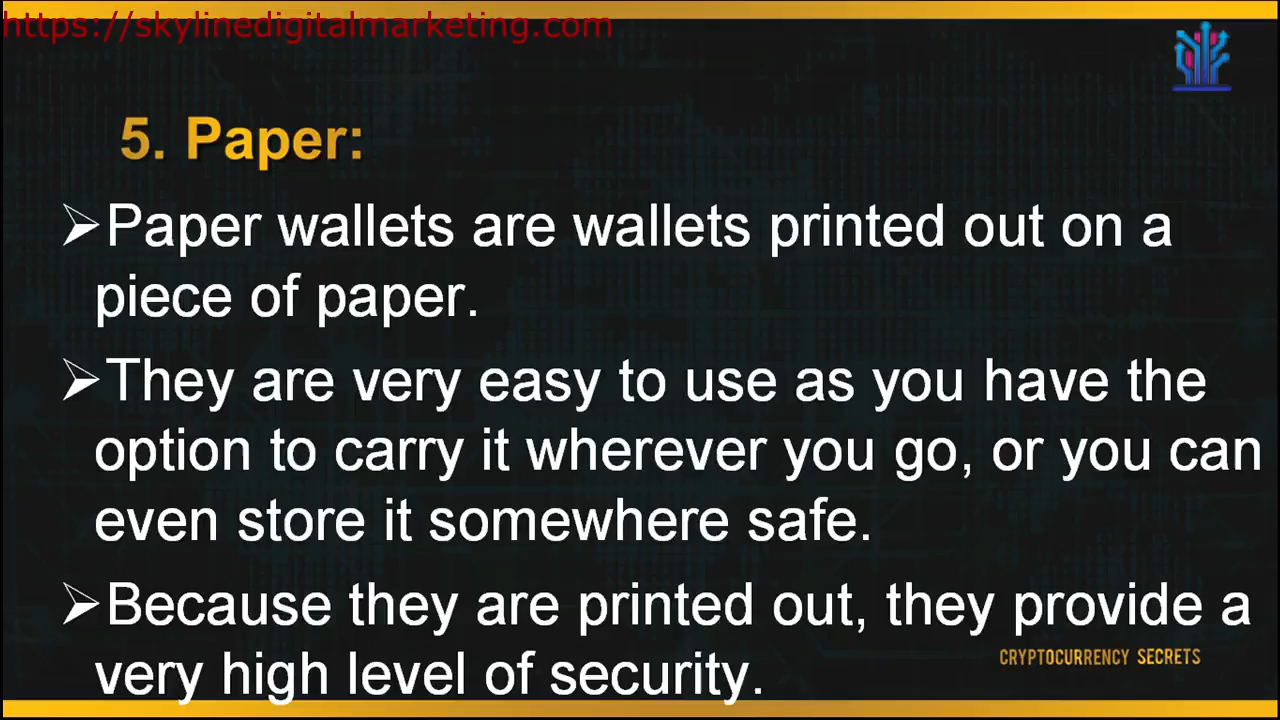 https://skylinedigitalmarketing.com
5. Paper:
➢Paper wallets are wallets printed out on a
piece of paper.
➢They are very easy to use as you have the
option to carry it wherever you go, or you can
even store it somewhere safe.
➢Because they are printed out, they provide a
very high level of security.
CRYPTOCURRENCY SECRETS